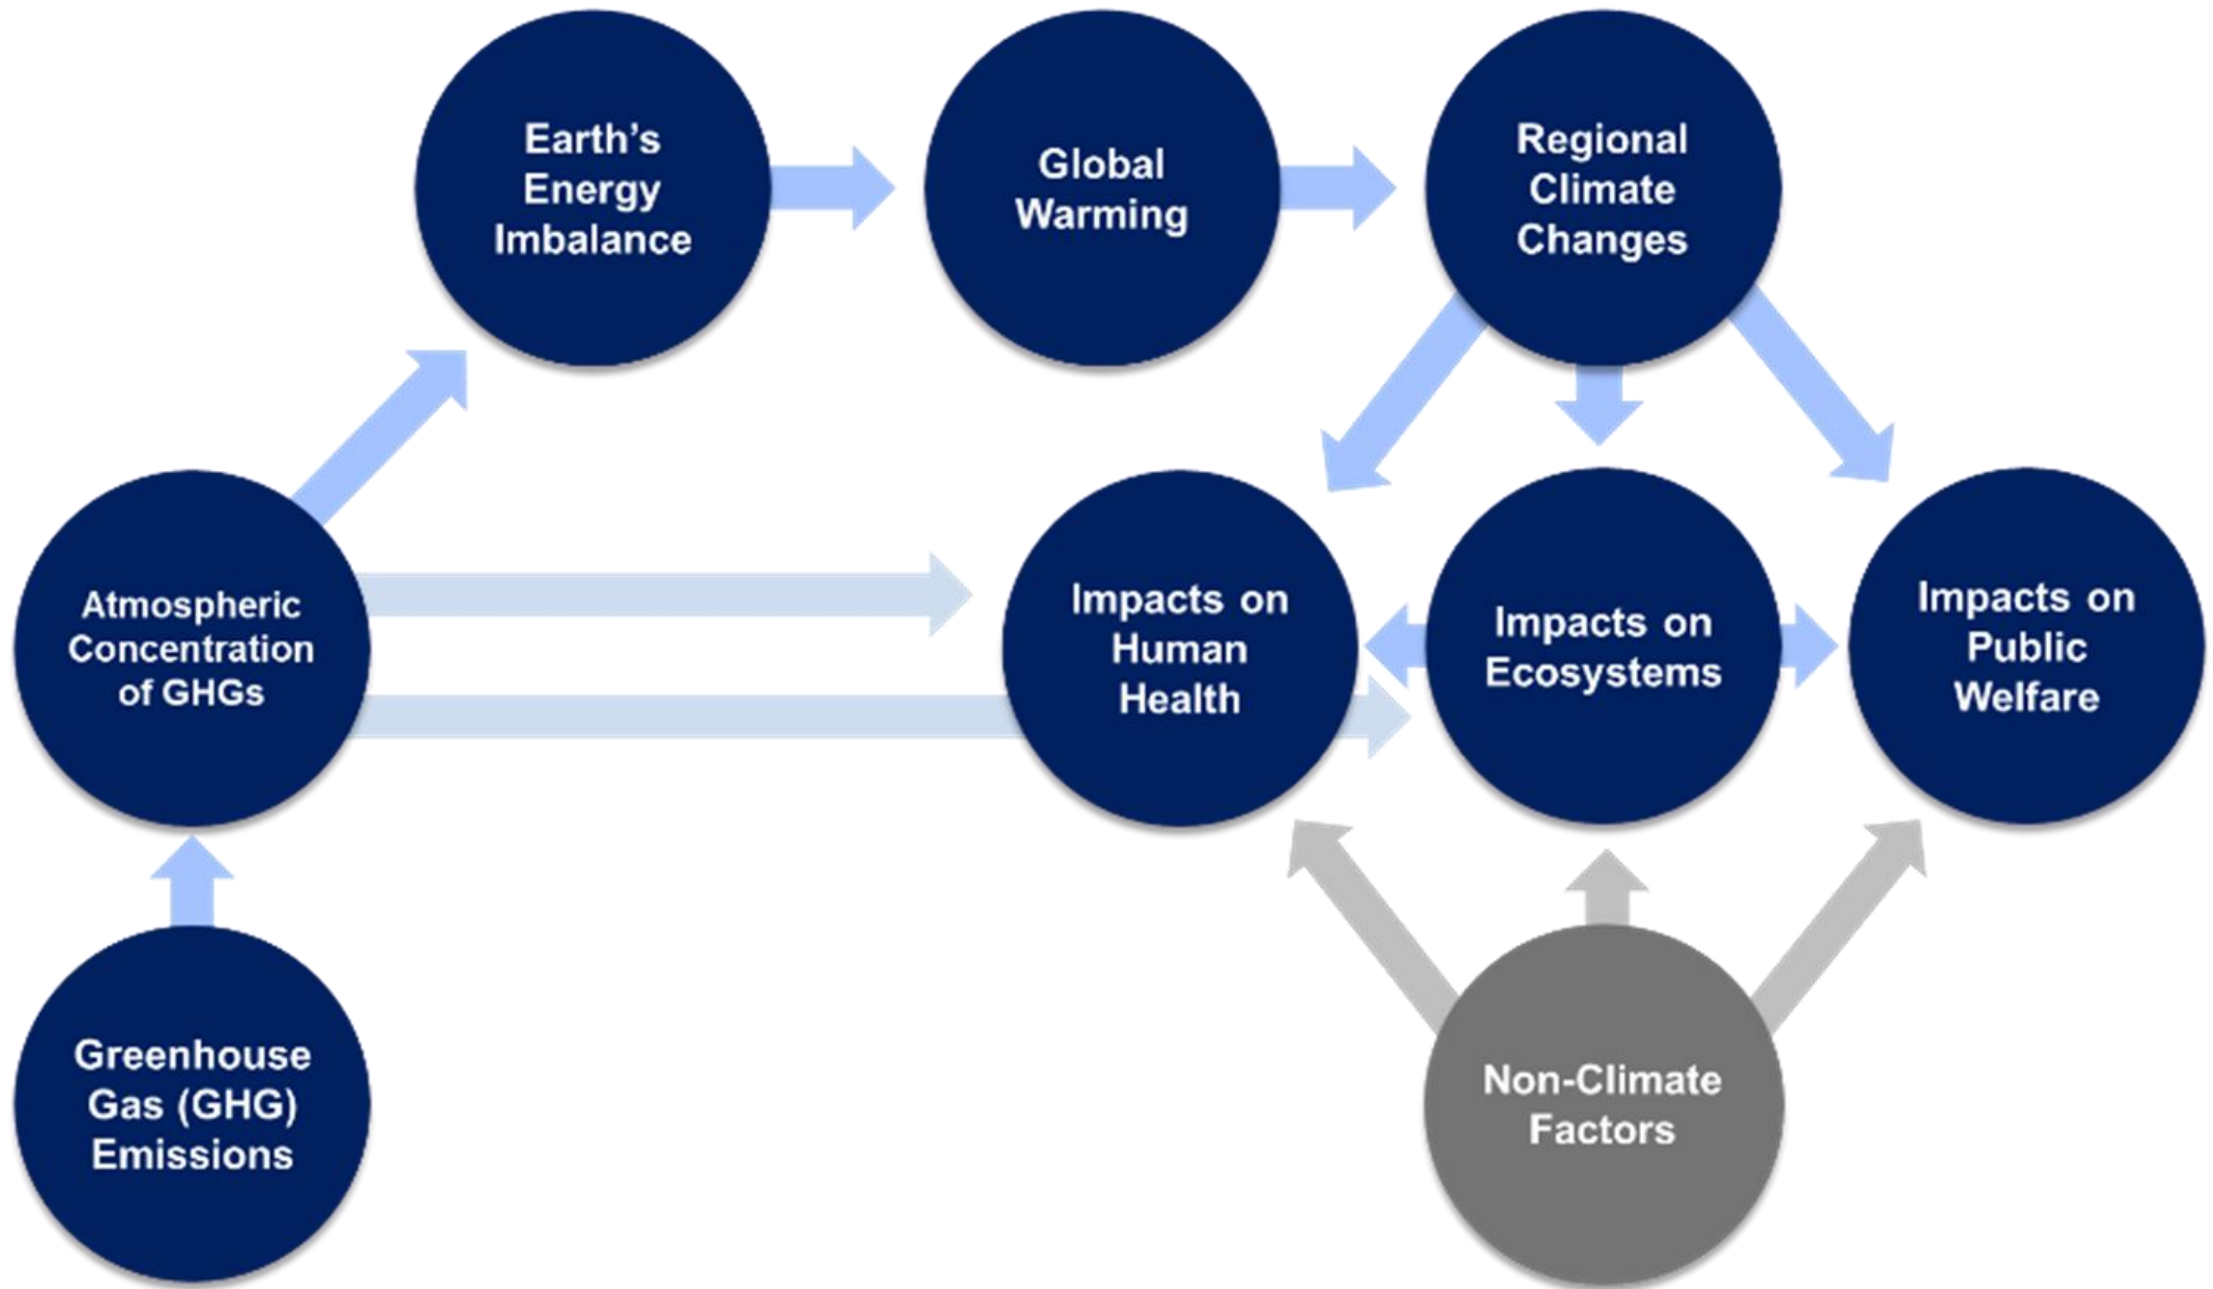 Earth’s
Energy
Imbalance
Global
Warming
Regional
Climate
Changes
Atmospheric
Concentration
of GHGs
Impacts on
Human
Health
Impacts on
Ecosystems
Impacts on
Public
Welfare
Greenhouse
Gas (GHG)
Emissions
Non-Climate
Factors